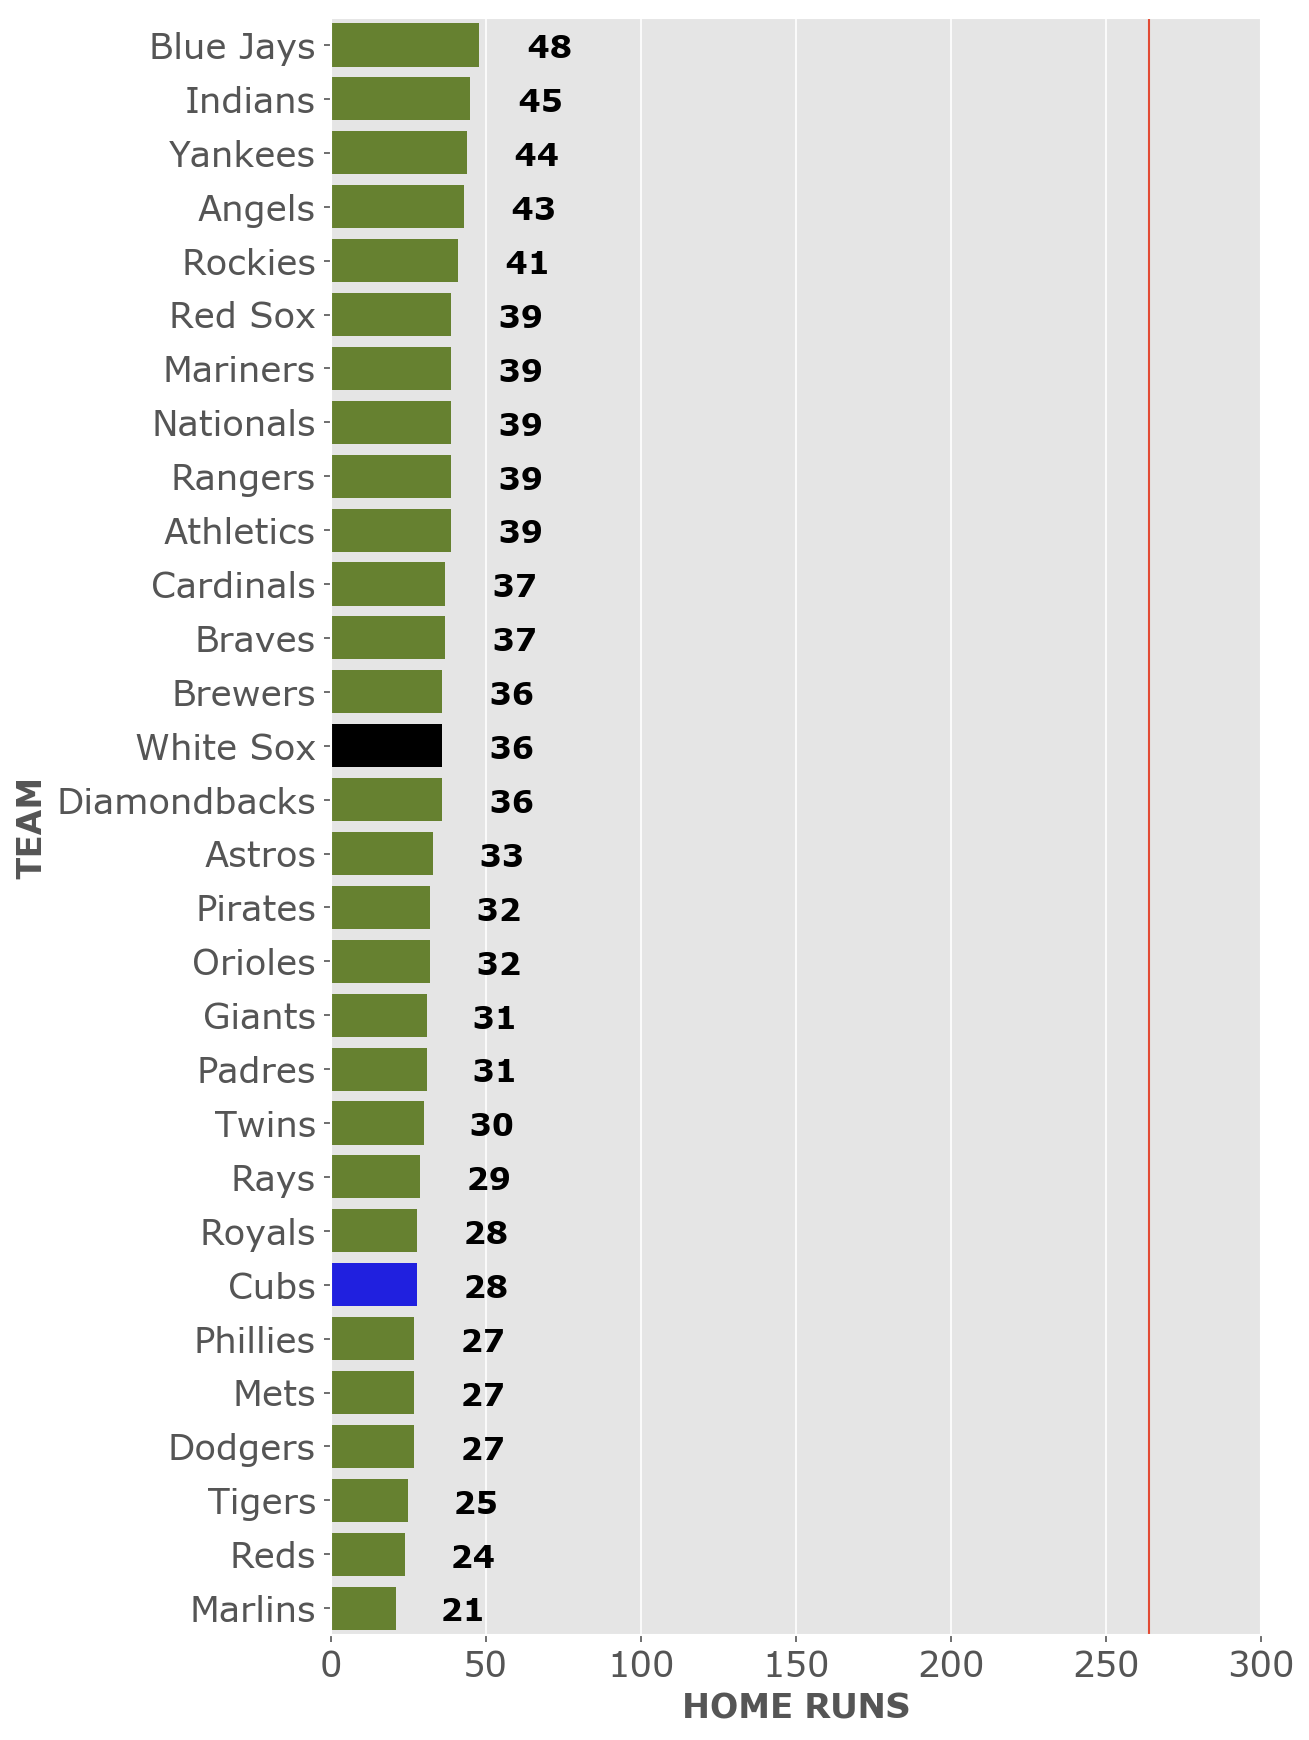 Blue Jays 48
Indians 45
Yankees 44
Angels 43
Rockies 41
Red Sox 39
Mariners 39
Nationals 39
Rangers 39
Athletics 39
Cardinals 37
Braves 37
Brewers 36
White Sox 36
Diamondbacks 36
Astros 33
Pirates 32
Orioles 32
Giants 31
Padres 31
Twins 30
Rays 29
Royals 28
Cubs 28
Phillies 27
Mets 27
Dodgers 27
Tigers 25
Reds 24
Marlins 21
TEAM
0 50 100 150 200 250 300
HOME RUNS